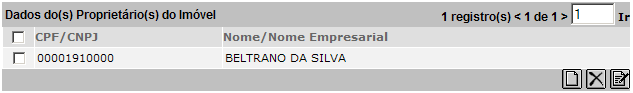 Dados do(s) Proprietário(s) do Imóvel 1 registro(s) < 1 de 1 > 1 Ir
CPF/CNPJ Nome/Nome Empresarial
00001910000 BELTRANO DA SILVA